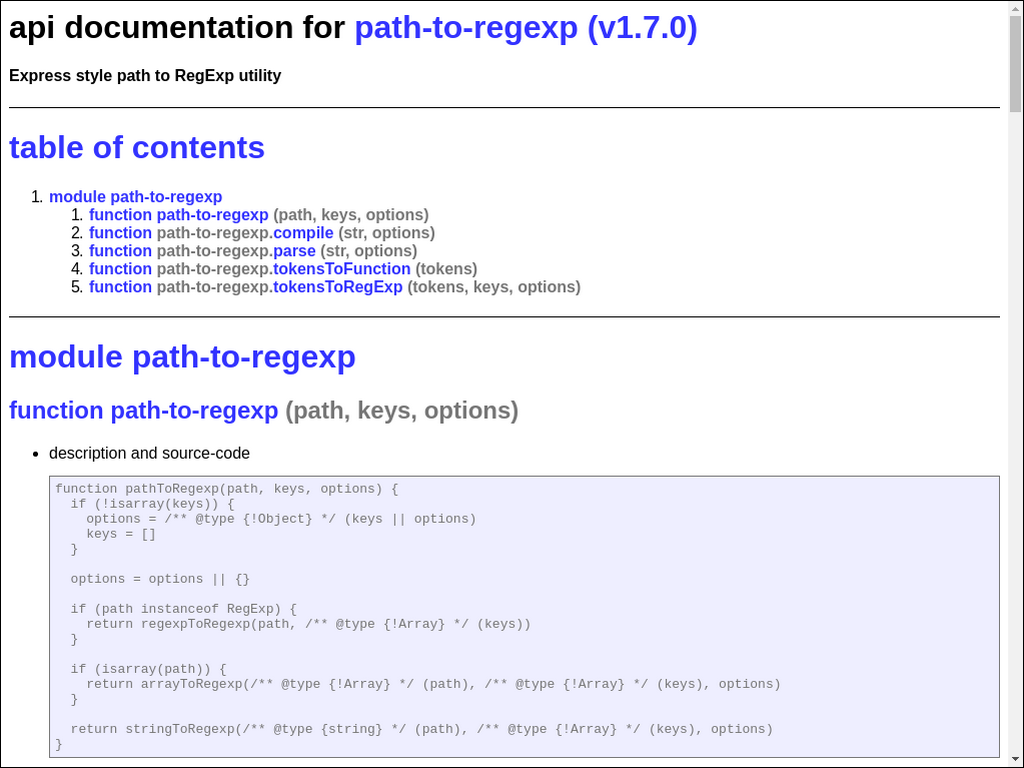 api documentation for path-to-regexp (v1.7.0)
Express style path to RegExp utility
table of contents
1. module path-to-regexp
1. function path-to-regexp (path, keys, options)
2. function path-to-regexp.compile (str, options)
3. function path-to-regexp.parse (str, options)
4. function path-to-regexp.tokensToFunction (tokens)
5. function path-to-regexp.tokensToRegExp (tokens, keys, options)
module path-to-regexp
function path-to-regexp (path, keys, options)
• description and source-code
function pathToRegexp(path, keys, options) {
  if (!isarray(keys)) {
    options = /** @type {!Object} */ (keys || options)
    keys = []
  }
  options = options || {}
  if (path instanceof RegExp) {
    return regexpToRegexp(path, /** @type {!Array} */ (keys))
  }
  if (isarray(path)) {
    return arrayToRegexp(/** @type {!Array} */ (path), /** @type {!Array} */ (keys), options)
  }
  return stringToRegexp(/** @type {string} */ (path), /** @type {!Array} */ (keys), options)
}